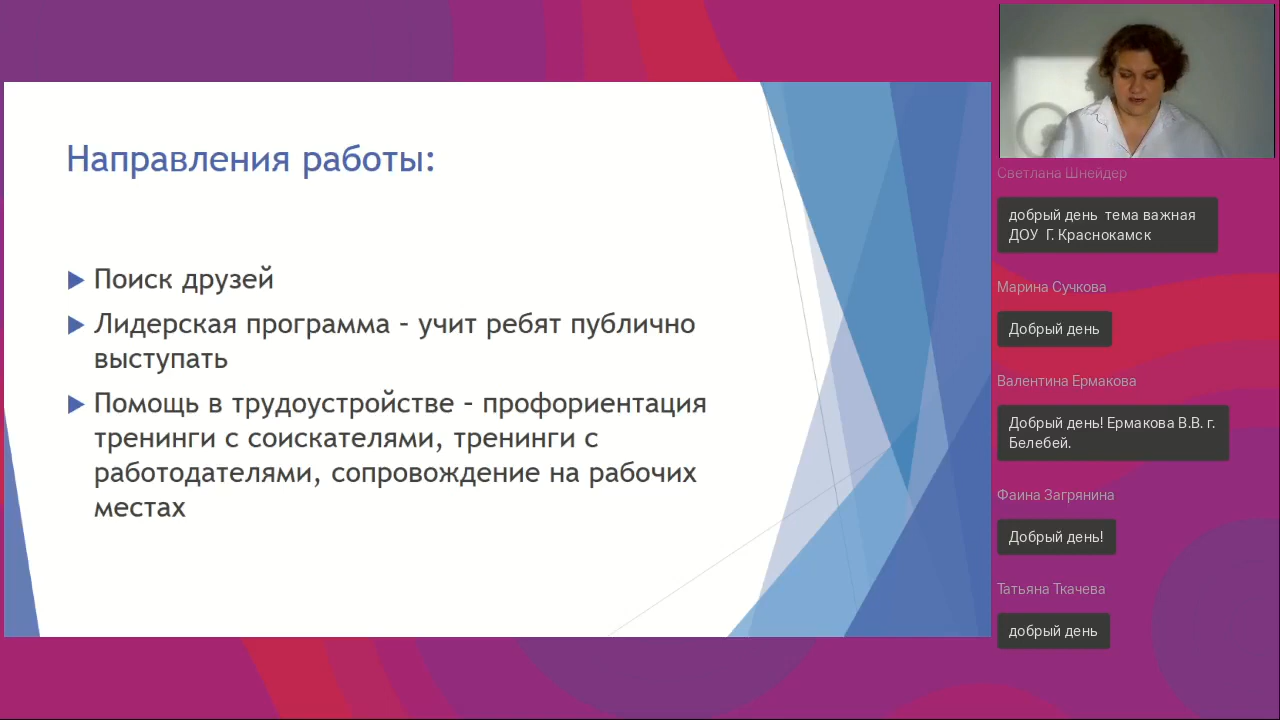 Направления работы:
Поиск друзей
Лидерская программа – учит ребят публично
выступать
Помощь в трудоустройстве – профориентация
тренинги с соискателями, тренинги с
работодателями, сопровождение на рабочих
местах
Светлана Шнейдер
добрый день тема важная
ДОУ Г. Краснокамск
Марина Сучкова
Добрый день
Валентина Ермакова
Добрый день! Ермакова В.В. г.
Белебей.
Фаина Загрянина
Добрый день!
Татьяна Ткачева
добрый день